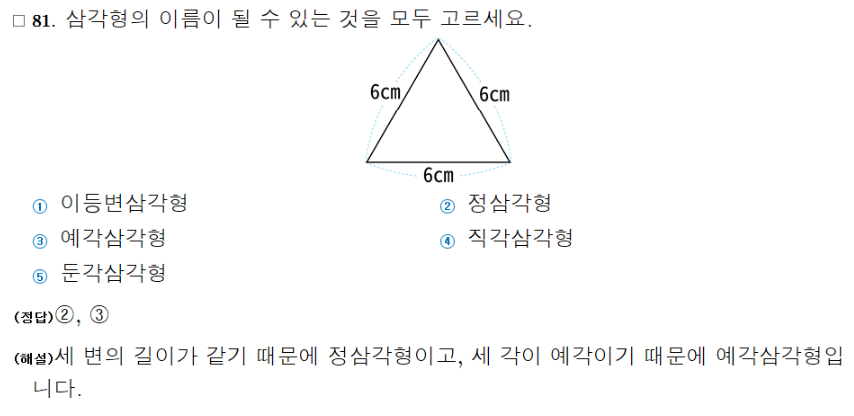 □ 81. 삼각형의 이름이 될 수 있는 것을 모두 고르세요.
6cm 6cm
6cm
① 이등변삼각형 ② 정삼각형
③ 예각삼각형 ④ 직각삼각형
⑤ 둔각삼각형
(정답)②, ③
(해설)세 변의 길이가 같기 때문에 정삼각형이고, 세 각이 예각이기 때문에 예각삼각형입
니다.